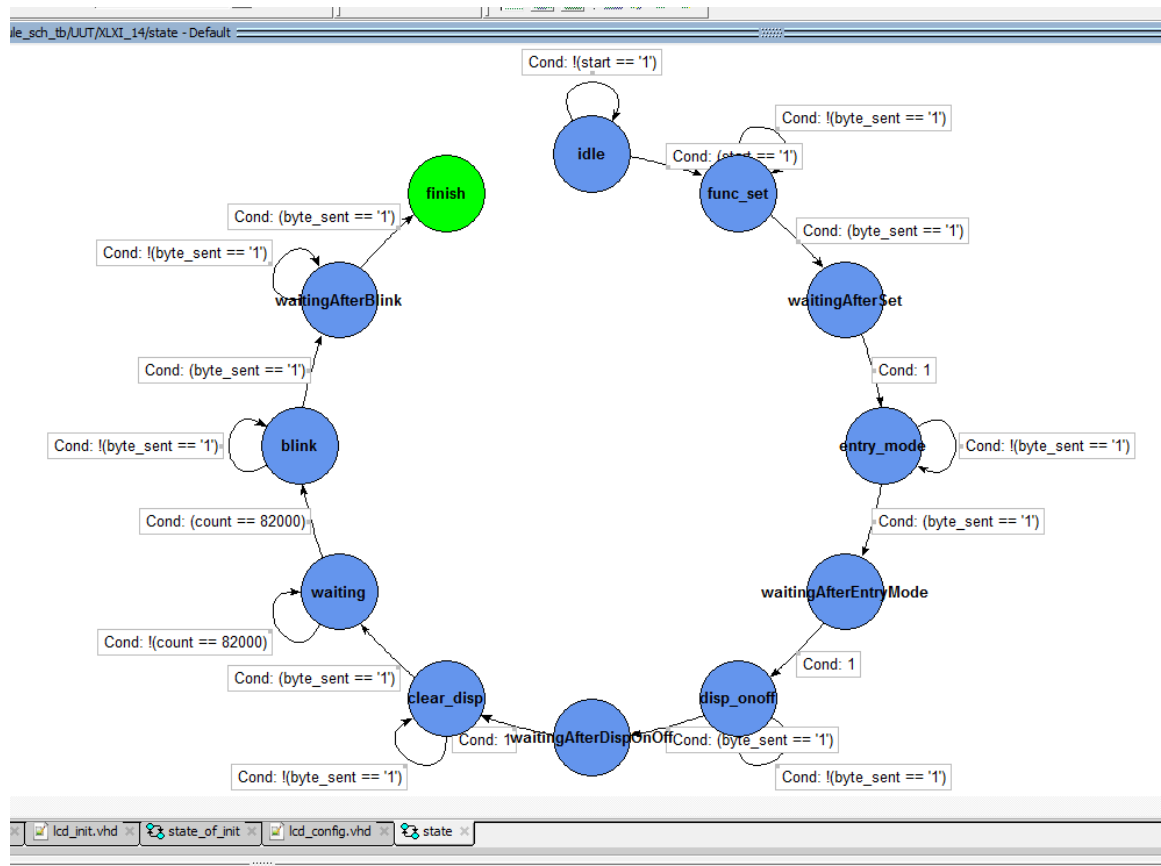 ule_sch_tb/UUT/XLXI_14/state - Default
Cond: !(start == '1')
Cond: !(byte_sent == '1')
idle
Cond: (start == '1')
func_set
finish
Cond: (byte_sent == '1')
Cond: (byte_sent == '1')
Cond: !(byte_sent == '1')
waitingAfterBlink
waitingAfterSet
Cond: (byte_sent == '1')
Cond: 1
Cond: !(byte_sent == '1')
blink
entry_mode
Cond: !(byte_sent == '1')
Cond: (count == 82000)
Cond: (byte_sent == '1')
waiting
waitingAfterEntryMode
Cond: !(count == 82000)
Cond: 1
Cond: (byte_sent == '1')
clear_disp
disp_onoff
Cond: 1
waitingAfterDispOnOff
Cond: (byte_sent == '1')
Cond: !(byte_sent == '1')
Cond: !(byte_sent == '1')
lcd_init.vhd state_of_init lcd_config.vhd state